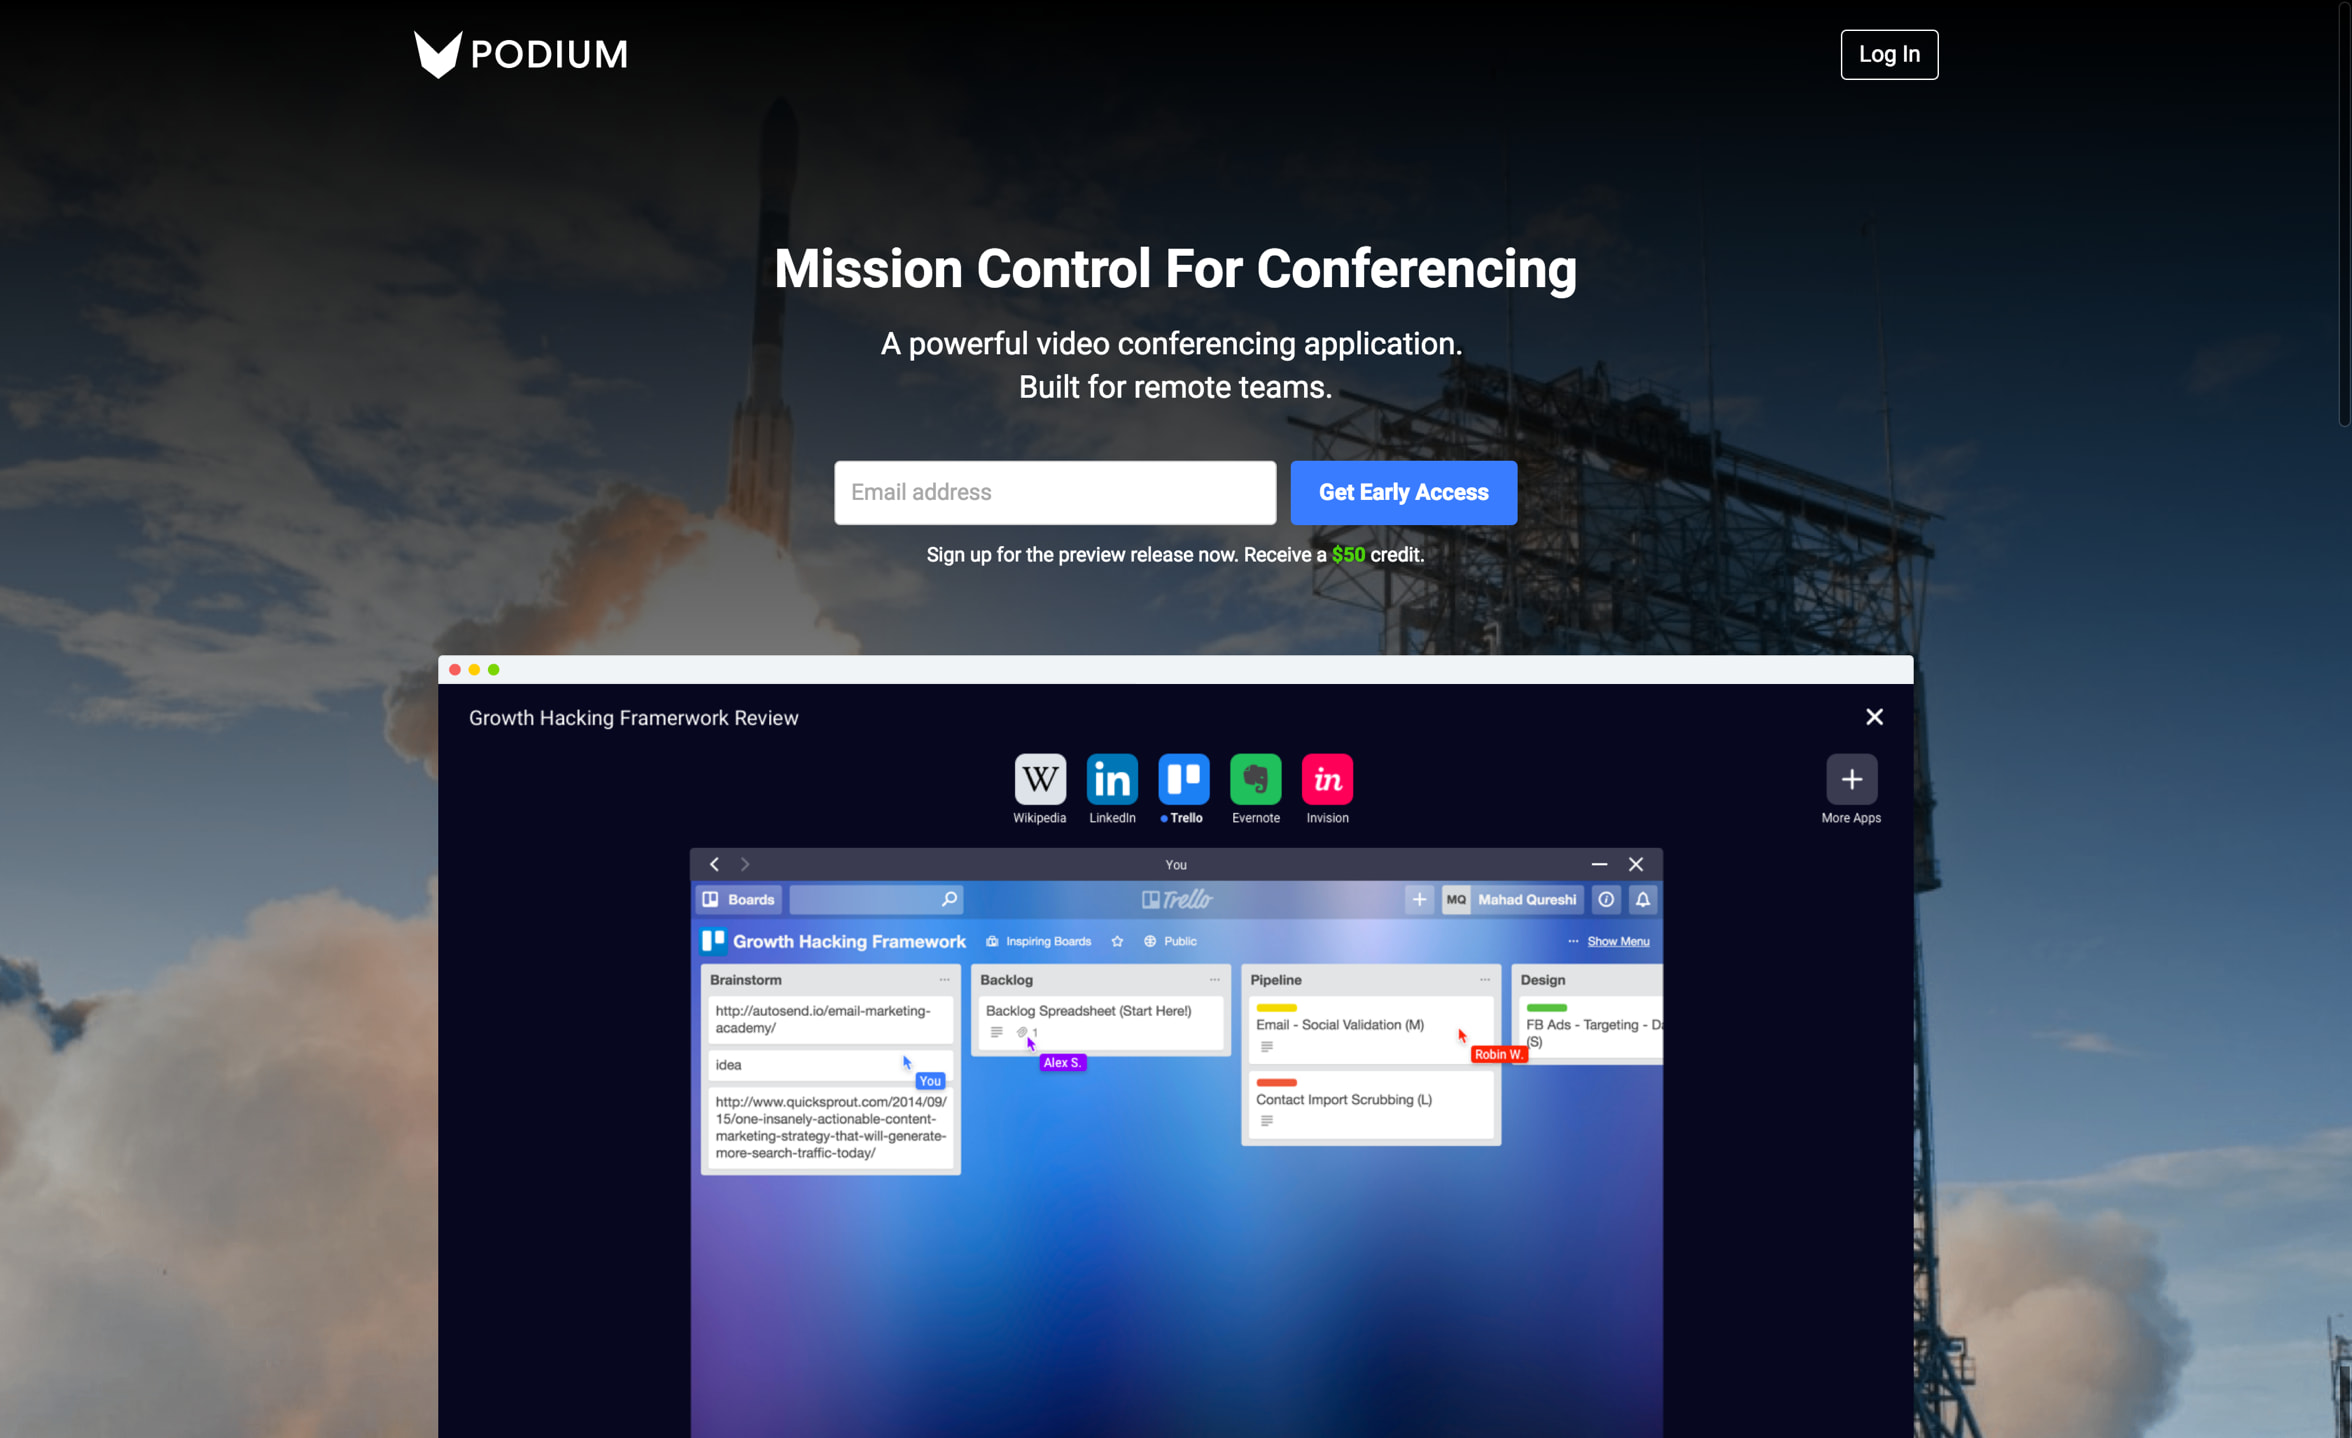 PODIUM
Log In
Mission Control For Conferencing
A powerful video conferencing application.
Built for remote teams.
Email address
Get Early Access
Sign up for the preview release now. Receive a $50 credit.
Growth Hacking Framerwork Review
W
in
in
Wikipedia
LinkedIn
Trello
Evernote
Invision
More Apps
You
Boards
Trello
MQ
Mahad Qureshi
Growth Hacking Framework
Inspiring Boards
Public
Show Menu
Brainstorm
http://autosend.io/email-marketing-
academy/
idea
You
http://www.quicksprout.com/2014/09/
15/one-insanely-actionable-content-
marketing-strategy-that-will-generate-
more-search-traffic-today/
Backlog
Backlog Spreadsheet (Start Here!)
1
Alex S.
Pipeline
Email - Social Validation (M)
Robin W.
Contact Import Scrubbing (L)
Design
FB Ads - Targeting - Da
(S)